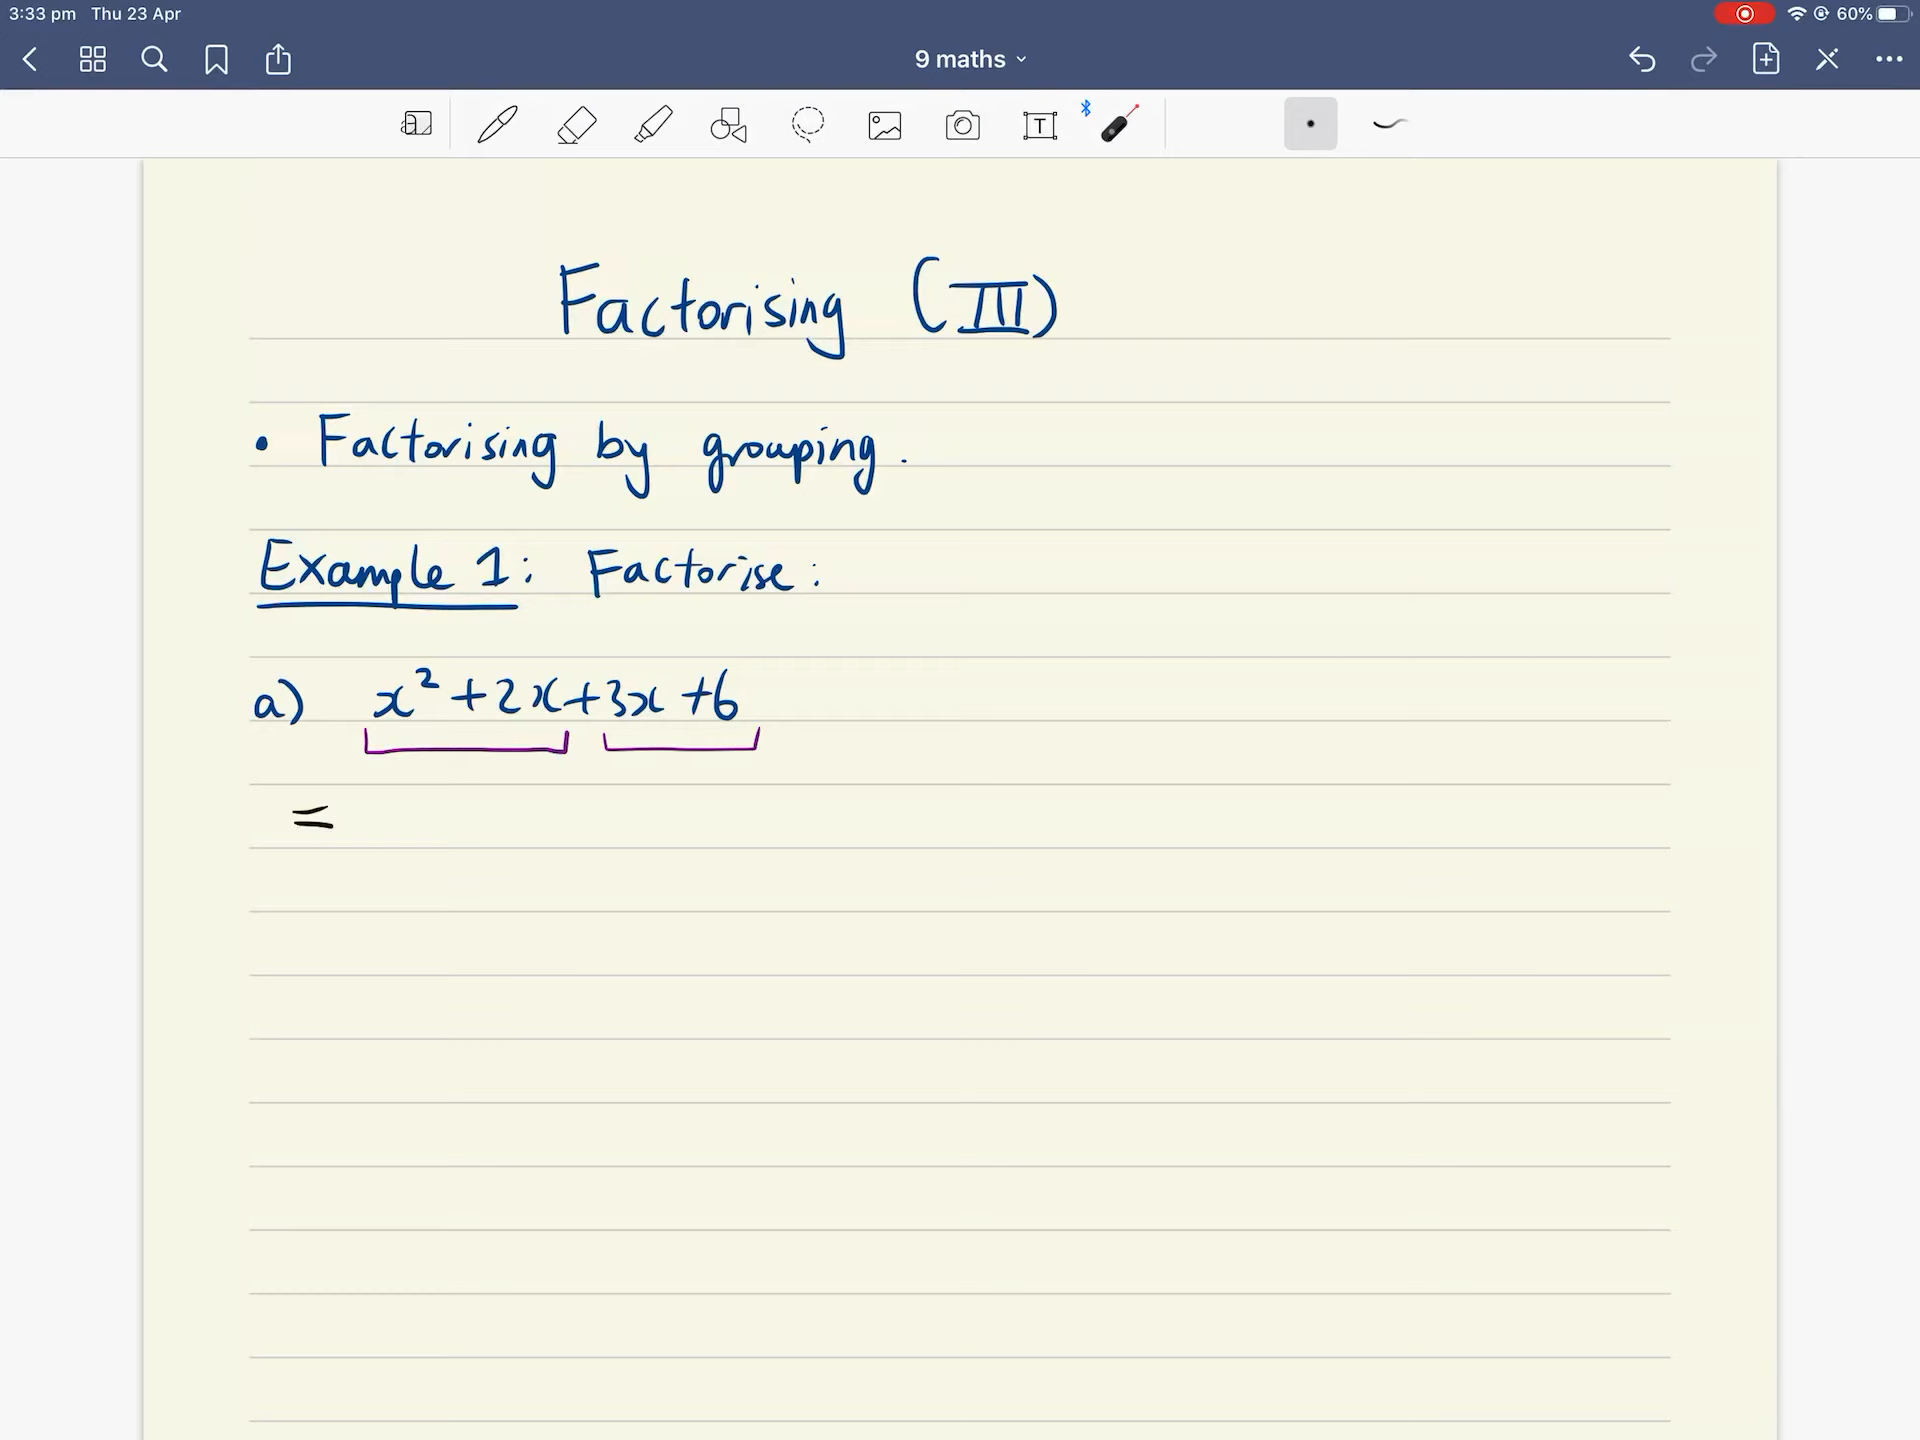 3:33 pm Thu 23 Apr 60%
9 maths
Factorising (III)
• Factorising by grouping.
Example 1: Factorise:
a) x² + 2x + 3x + 6
=